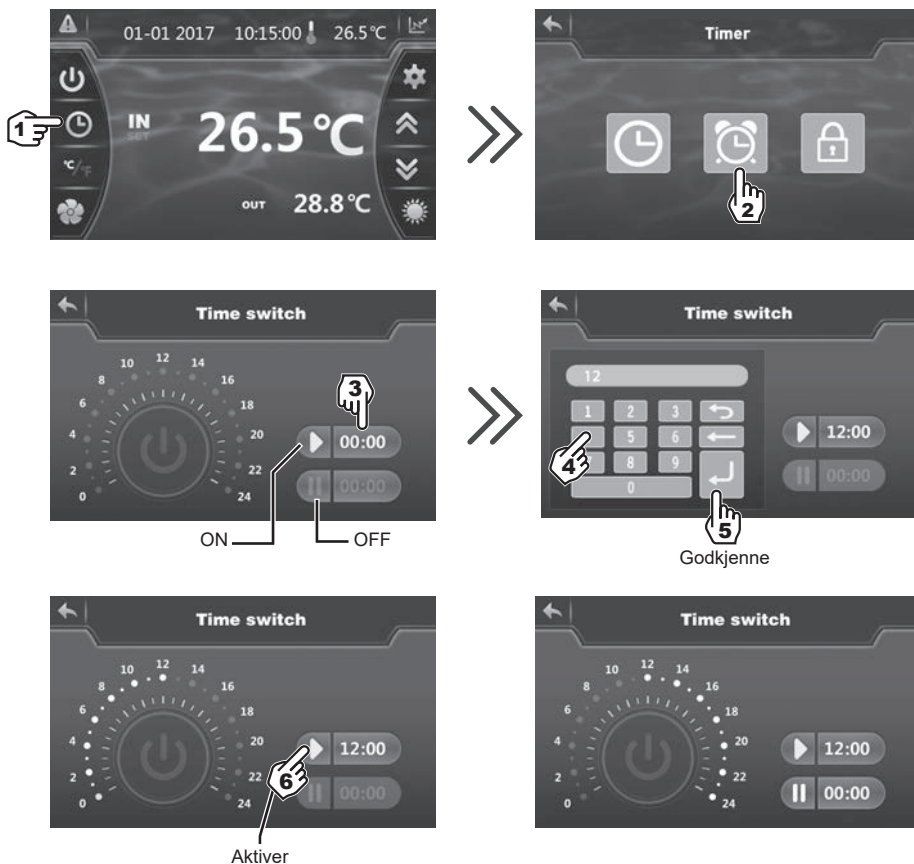 01-01 2017 10:15:00 26.5°C
1
IN
SET
26.5°C
°C/°F
OUT 28.8°C
Timer
2
Time switch
0 2 4 6 8 10 12 14 16 18 20 22 24
3
00:00
00:00
ON
OFF
Time switch
12
1 2 3
4 5 6
7 8 9
0
12:00
00:00
5
Godkjenne
Time switch
0 2 4 6 8 10 12 14 16 18 20 22 24
12:00
6
00:00
Aktiver
Time switch
0 2 4 6 8 10 12 14 16 18 20 22 24
12:00
00:00